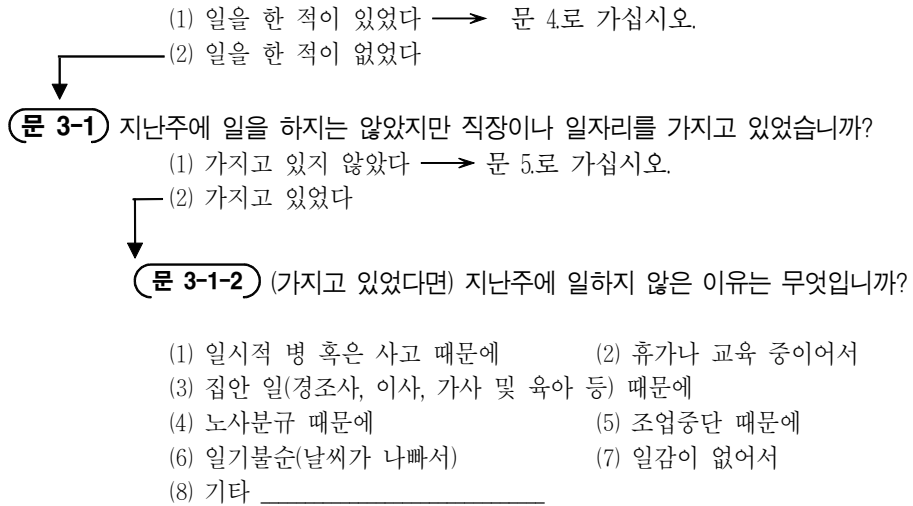 (1) 일을 한 적이 있었다 → 문 4.로 가십시오.
(2) 일을 한 적이 없었다
문 3-1 지난주에 일을 하지는 않았지만 직장이나 일자리를 가지고 있었습니까?
(1) 가지고 있지 않았다 → 문 5.로 가십시오.
(2) 가지고 있었다
문 3-1-2 (가지고 있었다면) 지난주에 일하지 않은 이유는 무엇입니까?
(1) 일시적 병 혹은 사고 때문에 (2) 휴가나 교육 중이어서
(3) 집안 일(경조사, 이사, 가사 및 육아 등) 때문에
(4) 노사분규 때문에 (5) 조업중단 때문에
(6) 일기불순(날씨가 나빠서) (7) 일감이 없어서
(8) 기타 ______________________________